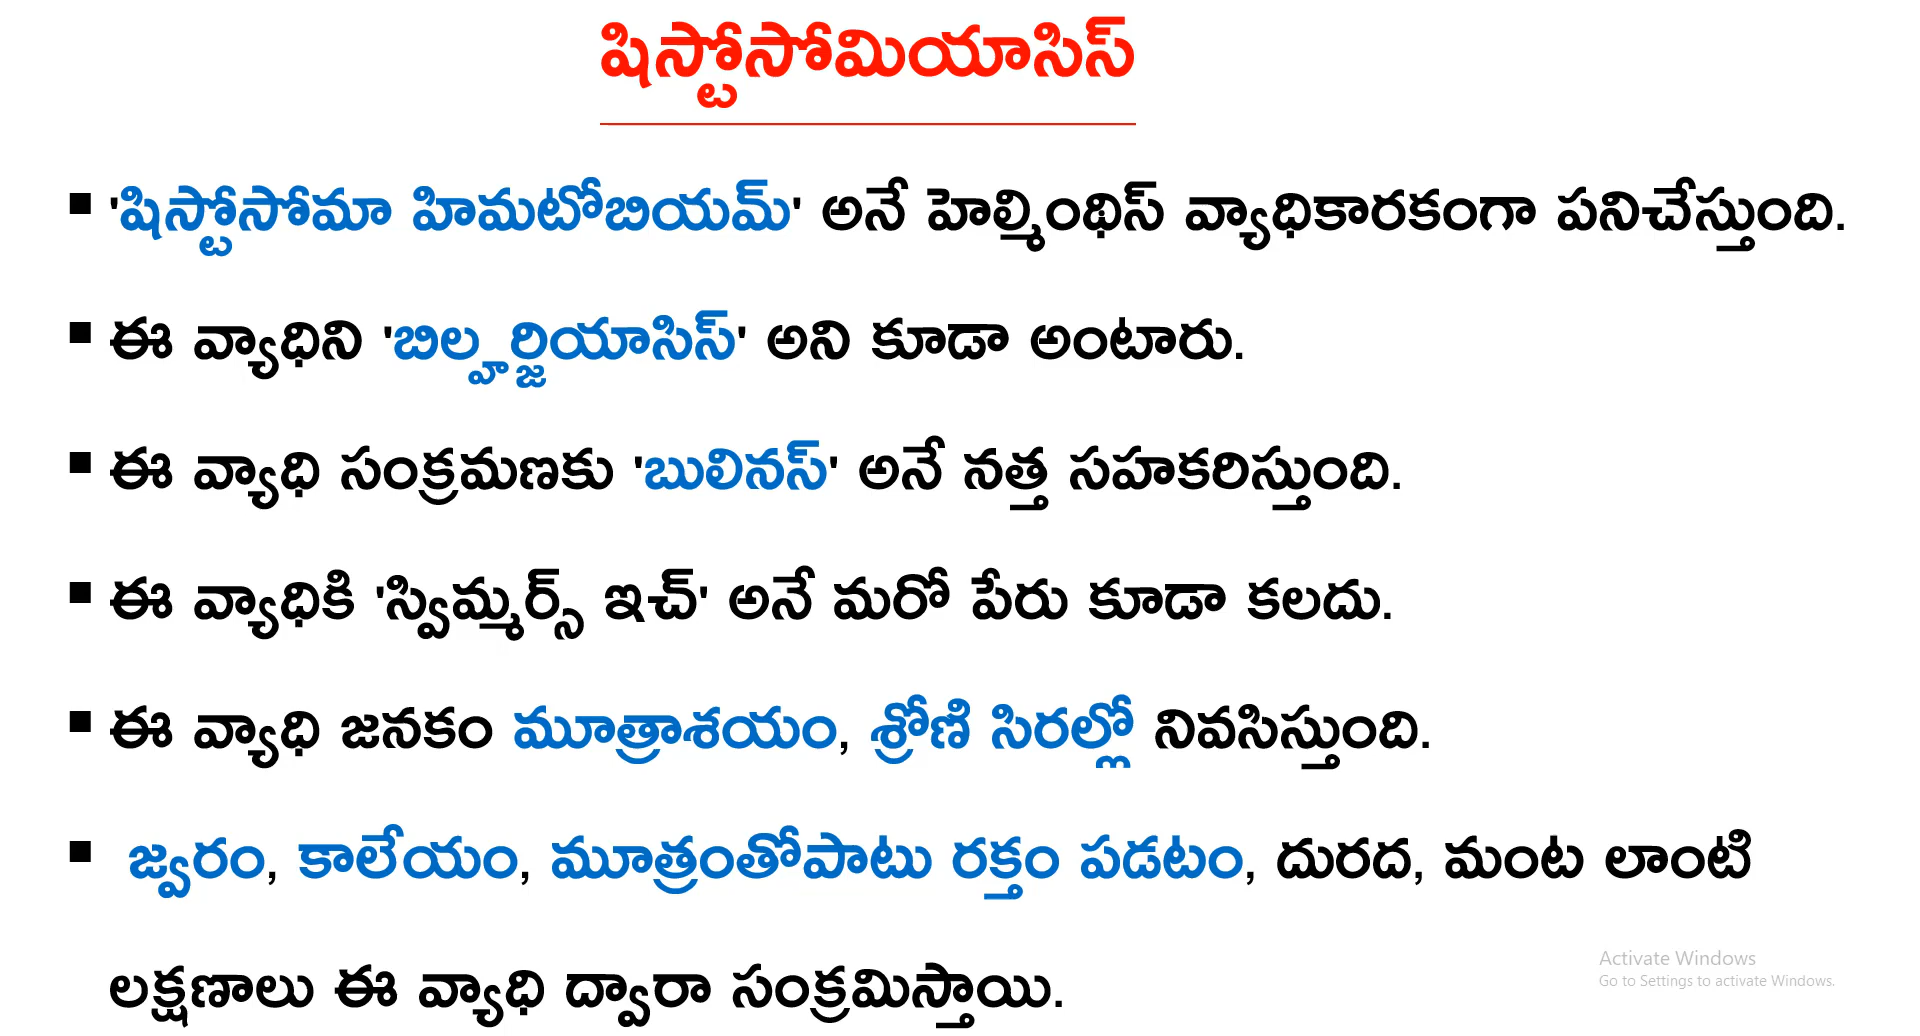 షిస్టోసోమియాసిస్
▪ 'షిస్టోసోమా హిమటోబియమ్' అనే హెల్మింథిస్ వ్యాధికారకంగా పనిచేస్తుంది.
▪ ఈ వ్యాధిని 'బిల్హర్జియాసిస్' అని కూడా అంటారు.
▪ ఈ వ్యాధి సంక్రమణకు 'బులినస్' అనే నత్త సహకరిస్తుంది.
▪ ఈ వ్యాధికి 'స్విమ్మర్స్ ఇచ్' అనే మరో పేరు కూడా కలదు.
▪ ఈ వ్యాధి జనకం మూత్రాశయం, శ్రోణి సిరల్లో నివసిస్తుంది.
▪ జ్వరం, కాలేయం, మూత్రంతోపాటు రక్తం పడటం, దురద, మంట లాంటి
లక్షణాలు ఈ వ్యాధి ద్వారా సంక్రమిస్తాయి.
Activate Windows
Go to Settings to activate Windows.